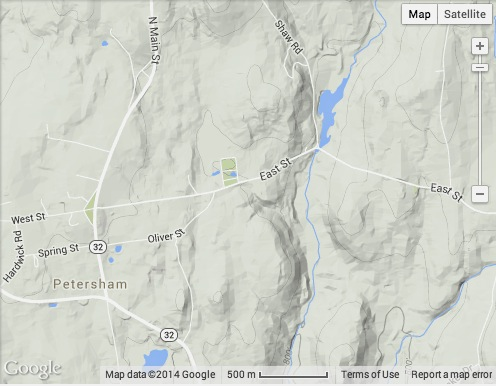 Map
Satellite
N Main St
Shaw Rd
East St
East St
West St
Hardwick Rd
Oliver St
Spring St
32
Petersham
32
Google
Map data ©2014 Google
500 m
Terms of Use
Report a map error